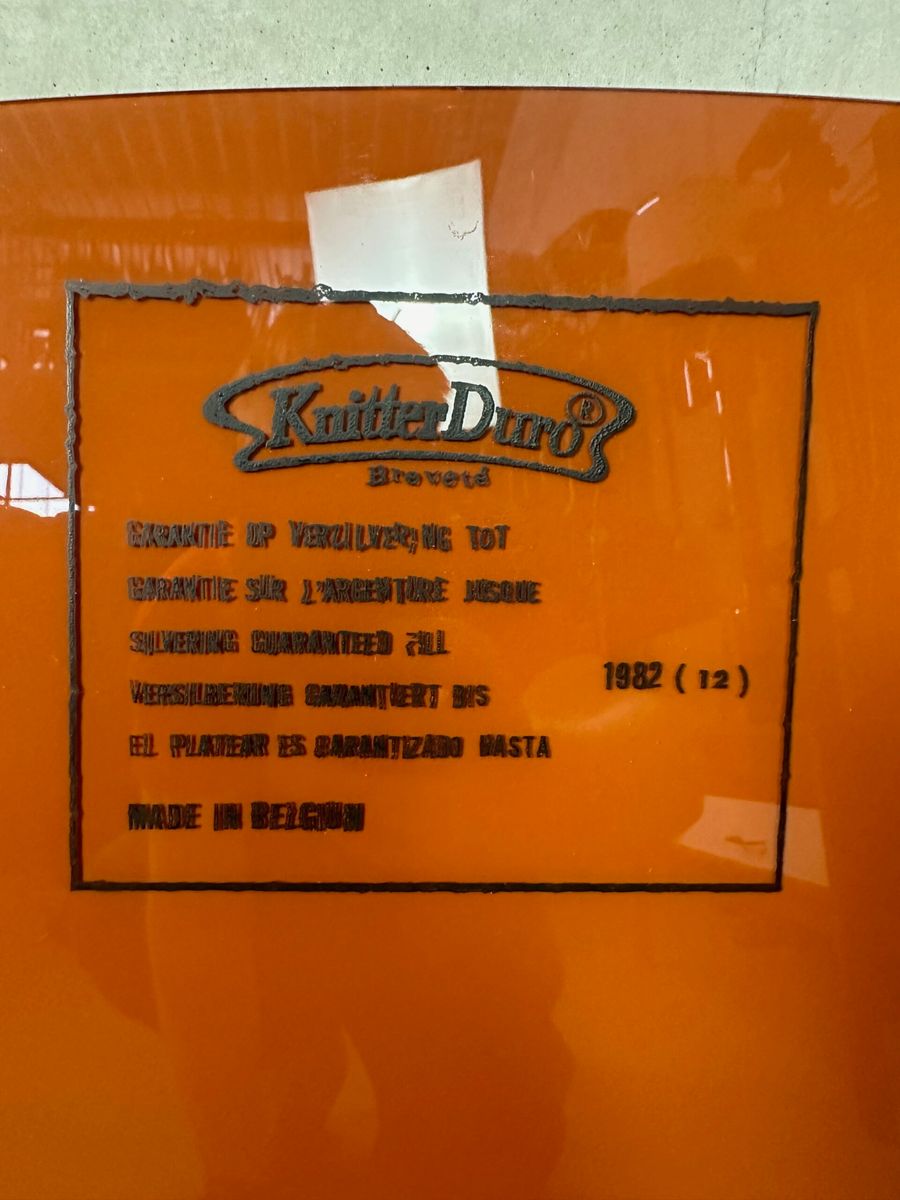 KnitterDuro®
Breveté
GARANTIE OP VERZILVERING TOT
GARANTIE SUR L'ARGENTURE JUSQUE
SILVERING GUARANTEED TILL
VERSILBERUNG GARANTIERT BIS
1982 (12)
EL PLATEAR ES GARANTIZADO HASTA
MADE IN BELGIUM